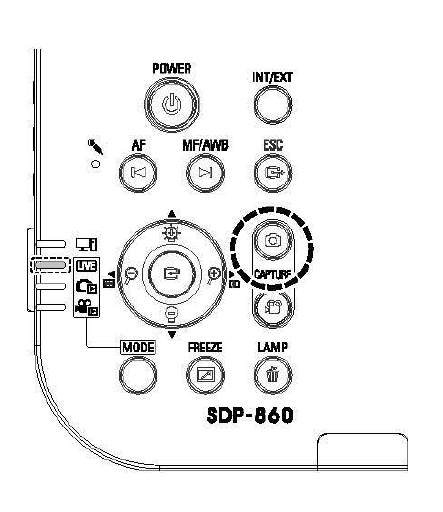 POWER
INT/EXT
AF
MF/AWB
ESC
LIVE
CAPTURE
MODE
FREEZE
LAMP
SDP-860